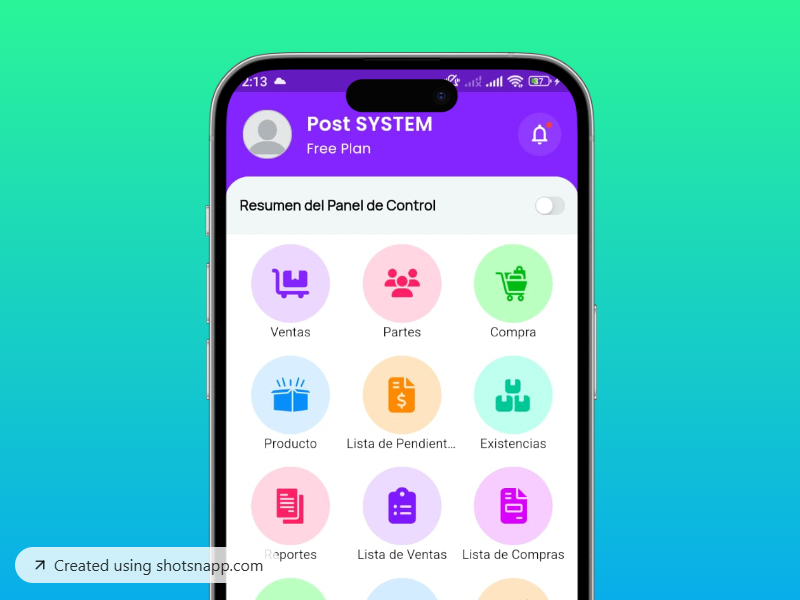 2:13
37
Post SYSTEM
Free Plan
Resumen del Panel de Control
Ventas
Partes
Compra
Producto
Lista de Pendient...
Existencias
Reportes
Lista de Ventas
Lista de Compras
Created using shotsnapp.com